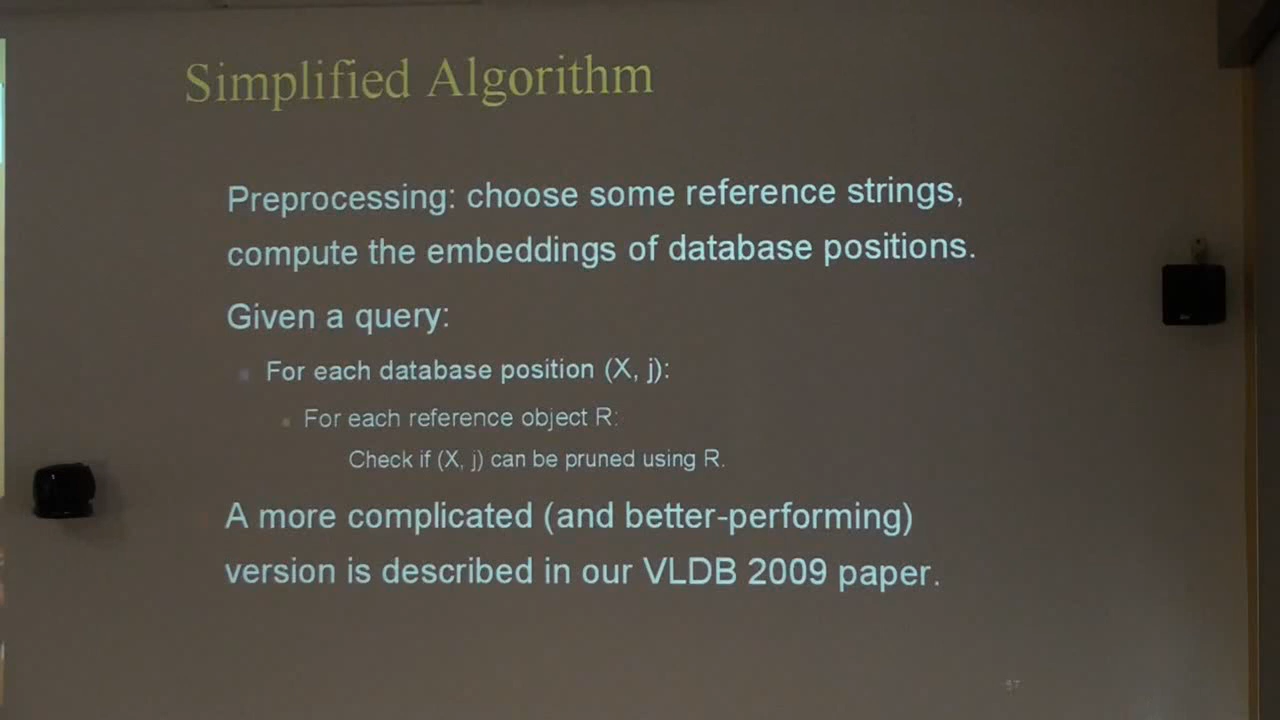 Simplified Algorithm
Preprocessing: choose some reference strings,
compute the embeddings of database positions.
Given a query:
For each database position (X, j):
For each reference object R:
Check if (X, j) can be pruned using R.
A more complicated (and better-performing)
version is described in our VLDB 2009 paper.
57